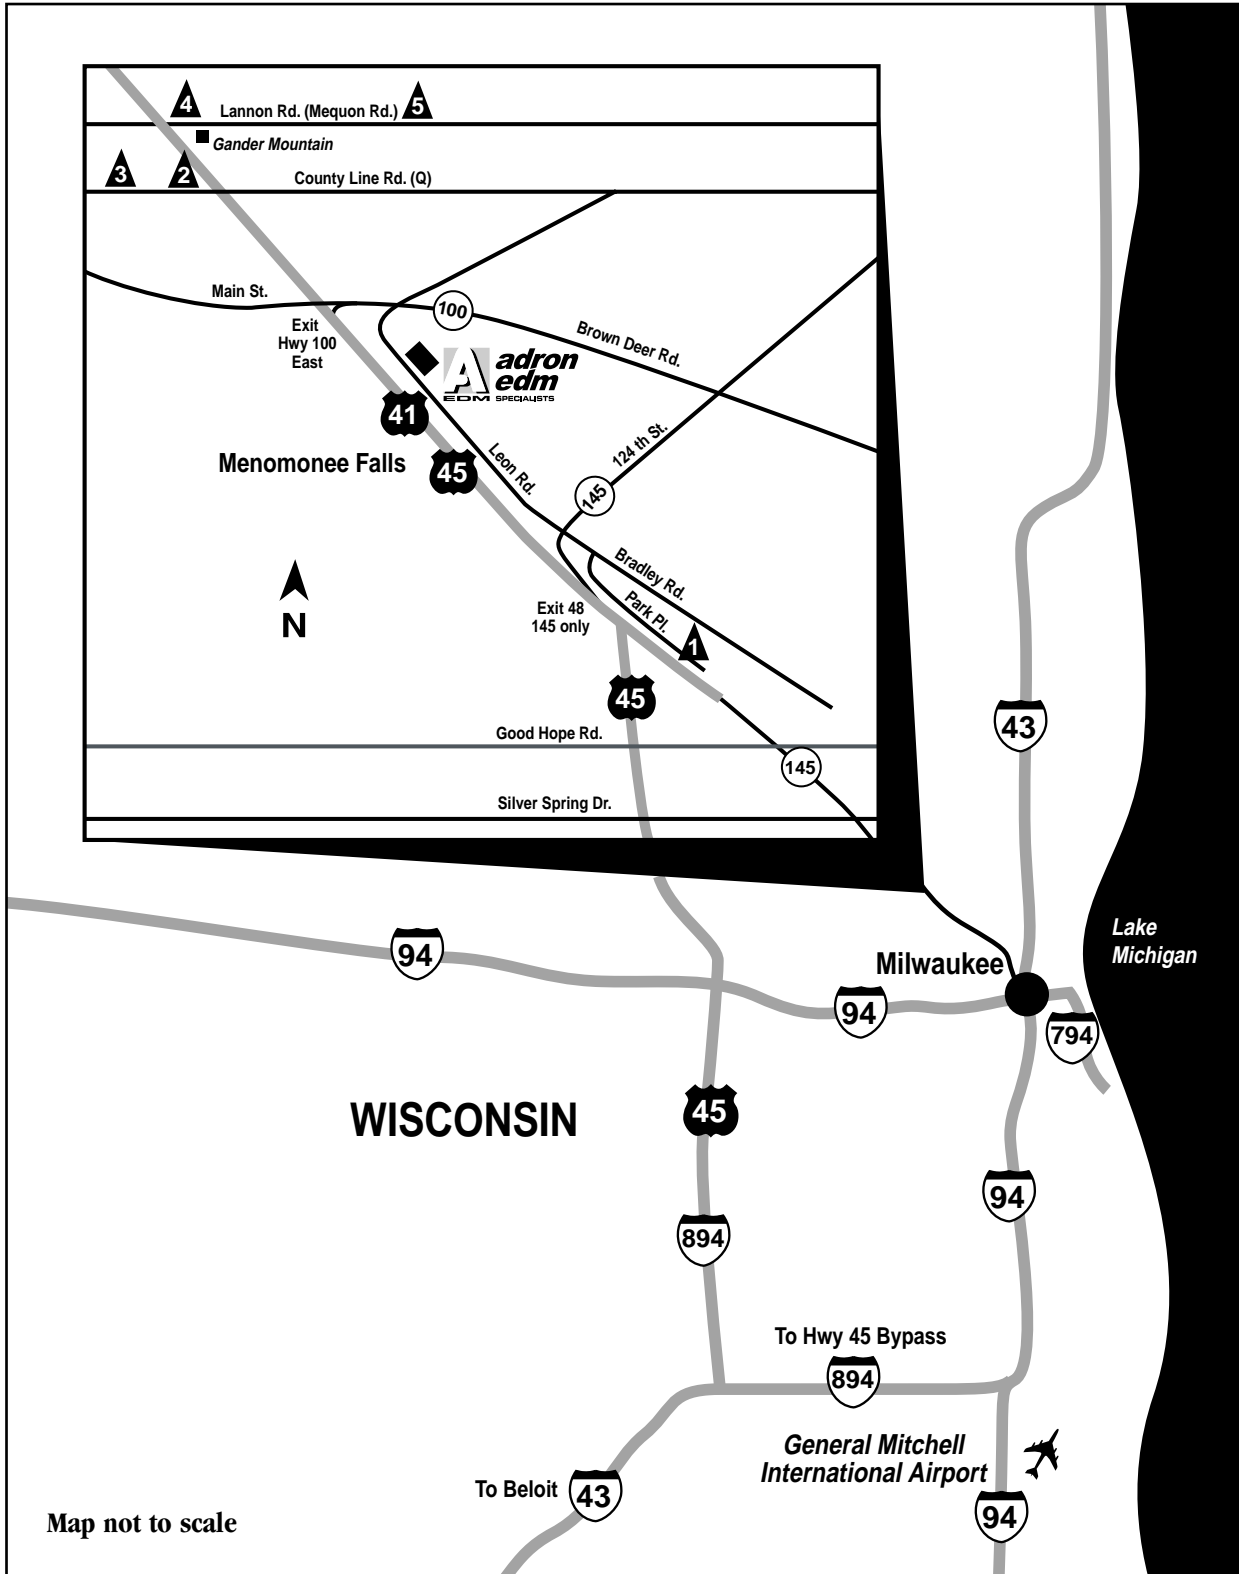 4
Lannon Rd. (Mequon Rd.)
5
Gander Mountain
3
2
County Line Rd. (Q)
Main St.
100
Exit
Hwy 100
East
Brown Deer Rd.
A
adron
edm
EDM SPECIALISTS
41
Menomonee Falls
45
Leon Rd.
124 th St.
145
Bradley Rd.
Park Pl.
N
Exit 48
145 only
1
45
43
Good Hope Rd.
145
Silver Spring Dr.
Lake
Michigan
94
Milwaukee
94
794
WISCONSIN
45
94
894
To Hwy 45 Bypass
894
General Mitchell
International Airport
To Beloit
43
94
Map not to scale